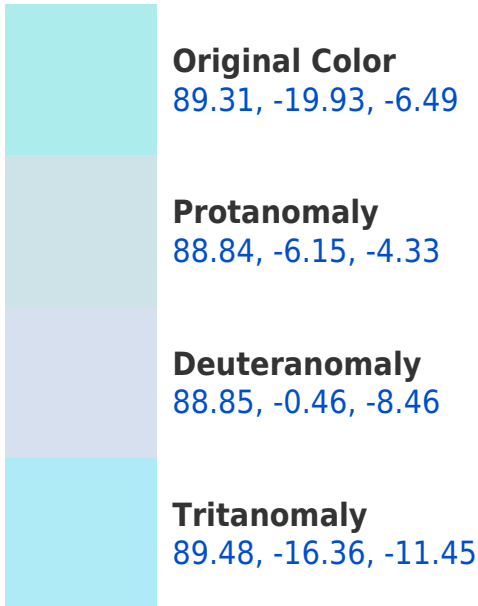 Original Color
89.31, -19.93, -6.49
Protanomaly
88.84, -6.15, -4.33
Deuteranomaly
88.85, -0.46, -8.46
Tritanomaly
89.48, -16.36, -11.45